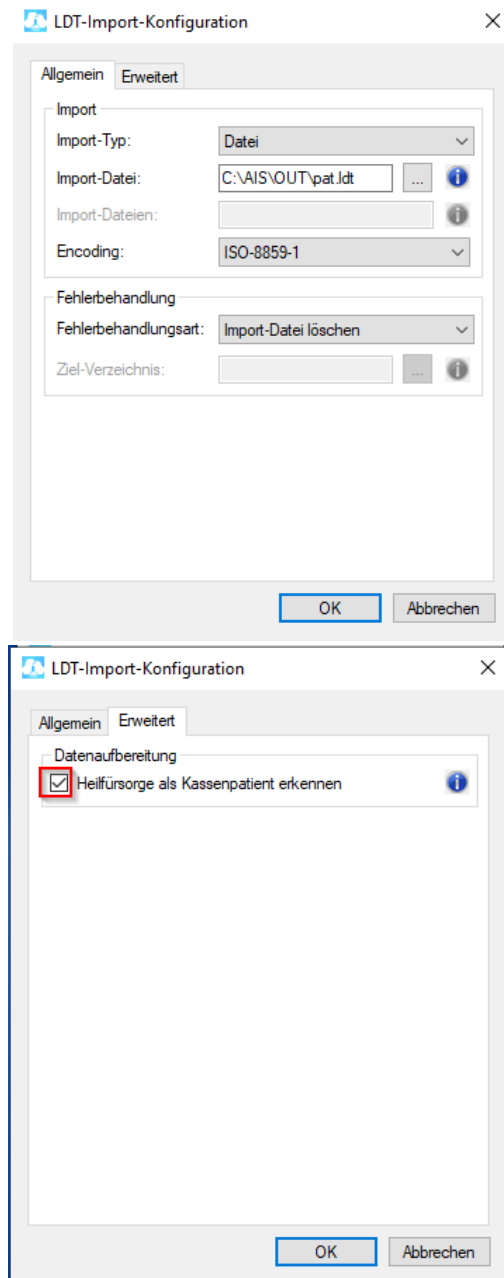 LDT-Import-Konfiguration
Allgemein Erweitert
Import
Import-Typ: Datei
Import-Datei: C:\AIS\OUT\pat.ldt ...
Import-Dateien:
Encoding: ISO-8859-1
Fehlerbehandlung
Fehlerbehandlungsart: Import-Datei löschen
Ziel-Verzeichnis: ...
OK Abbrechen
LDT-Import-Konfiguration
Allgemein Erweitert
Datenaufbereitung
Heilfürsorge als Kassenpatient erkennen
OK Abbrechen